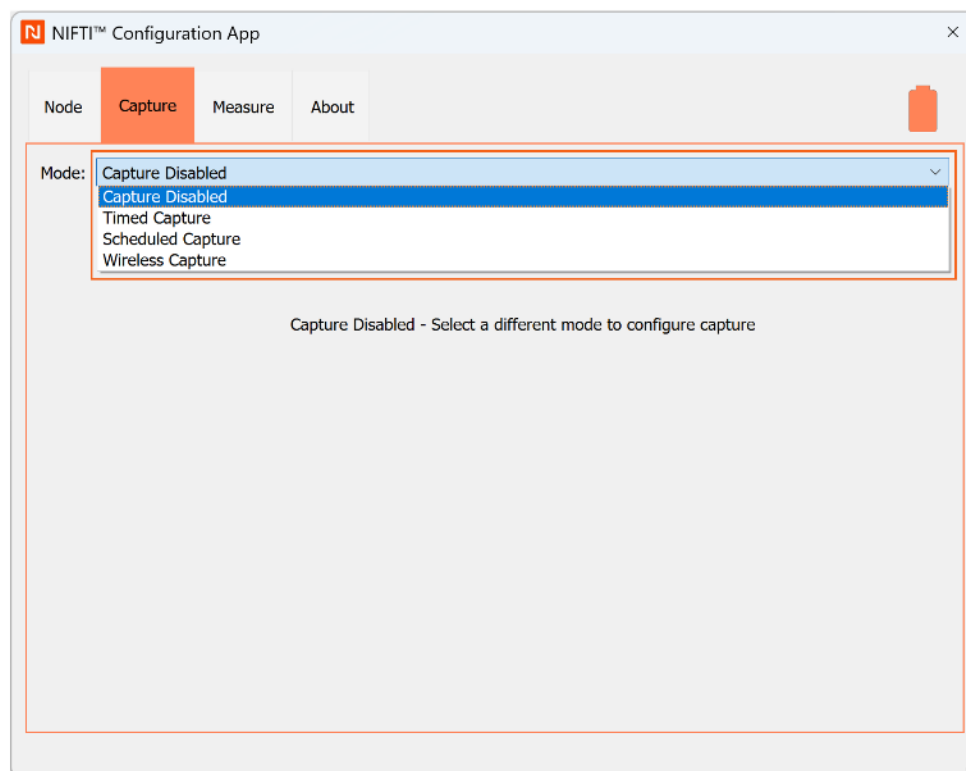 N NIFTI™ Configuration App
Node Capture Measure About
Mode: Capture Disabled
Capture Disabled
Timed Capture
Scheduled Capture
Wireless Capture
Capture Disabled - Select a different mode to configure capture